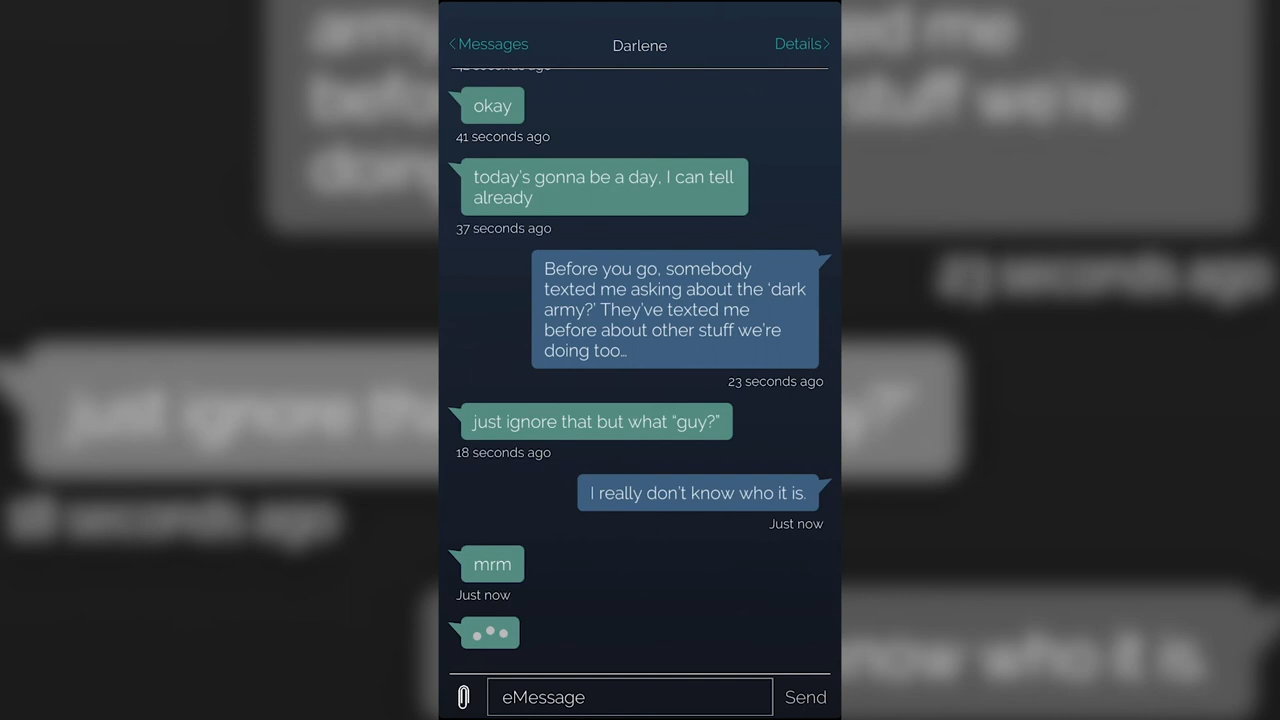 Messages
Darlene
Details
okay
41 seconds ago
today's gonna be a day, I can tell
already
37 seconds ago
Before you go, somebody
texted me asking about the ‘dark
army?’ They've texted me
before about other stuff we're
doing too...
23 seconds ago
just ignore that but what “guy?”
18 seconds ago
I really don't know who it is.
Just now
mrm
Just now
eMessage
Send